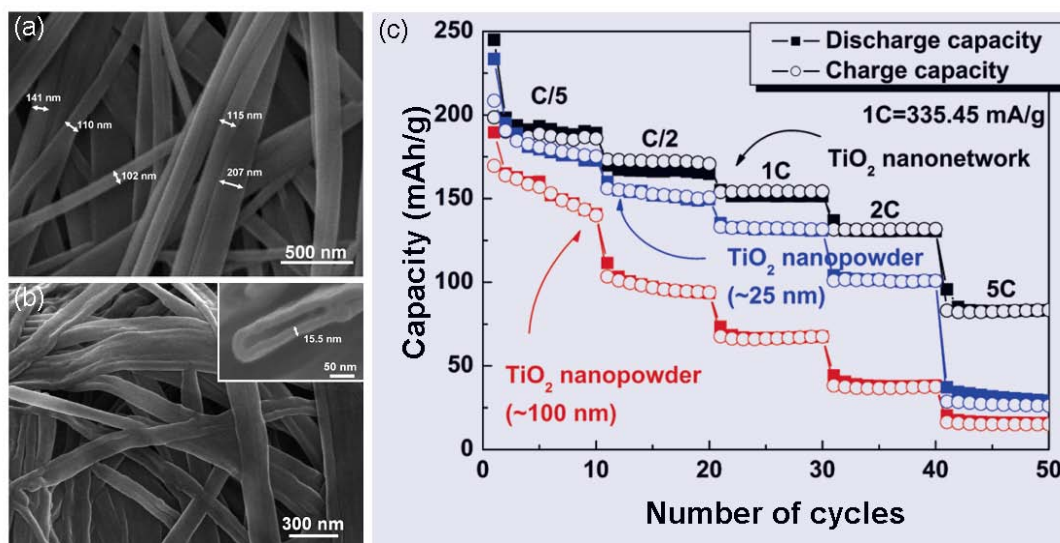 (a)
141 nm
110 nm
115 nm
102 nm
207 nm
500 nm
(b)
15.5 nm
50 nm
300 nm
(c)
Capacity (mAh/g)
250
200
150
100
50
0
Discharge capacity
Charge capacity
1C=335.45 mA/g
C/5
C/2
TiO₂ nanonetwork
1C
2C
TiO₂ nanopowder
(~25 nm)
5C
TiO₂ nanopowder
(~100 nm)
0 10 20 30 40 50
Number of cycles